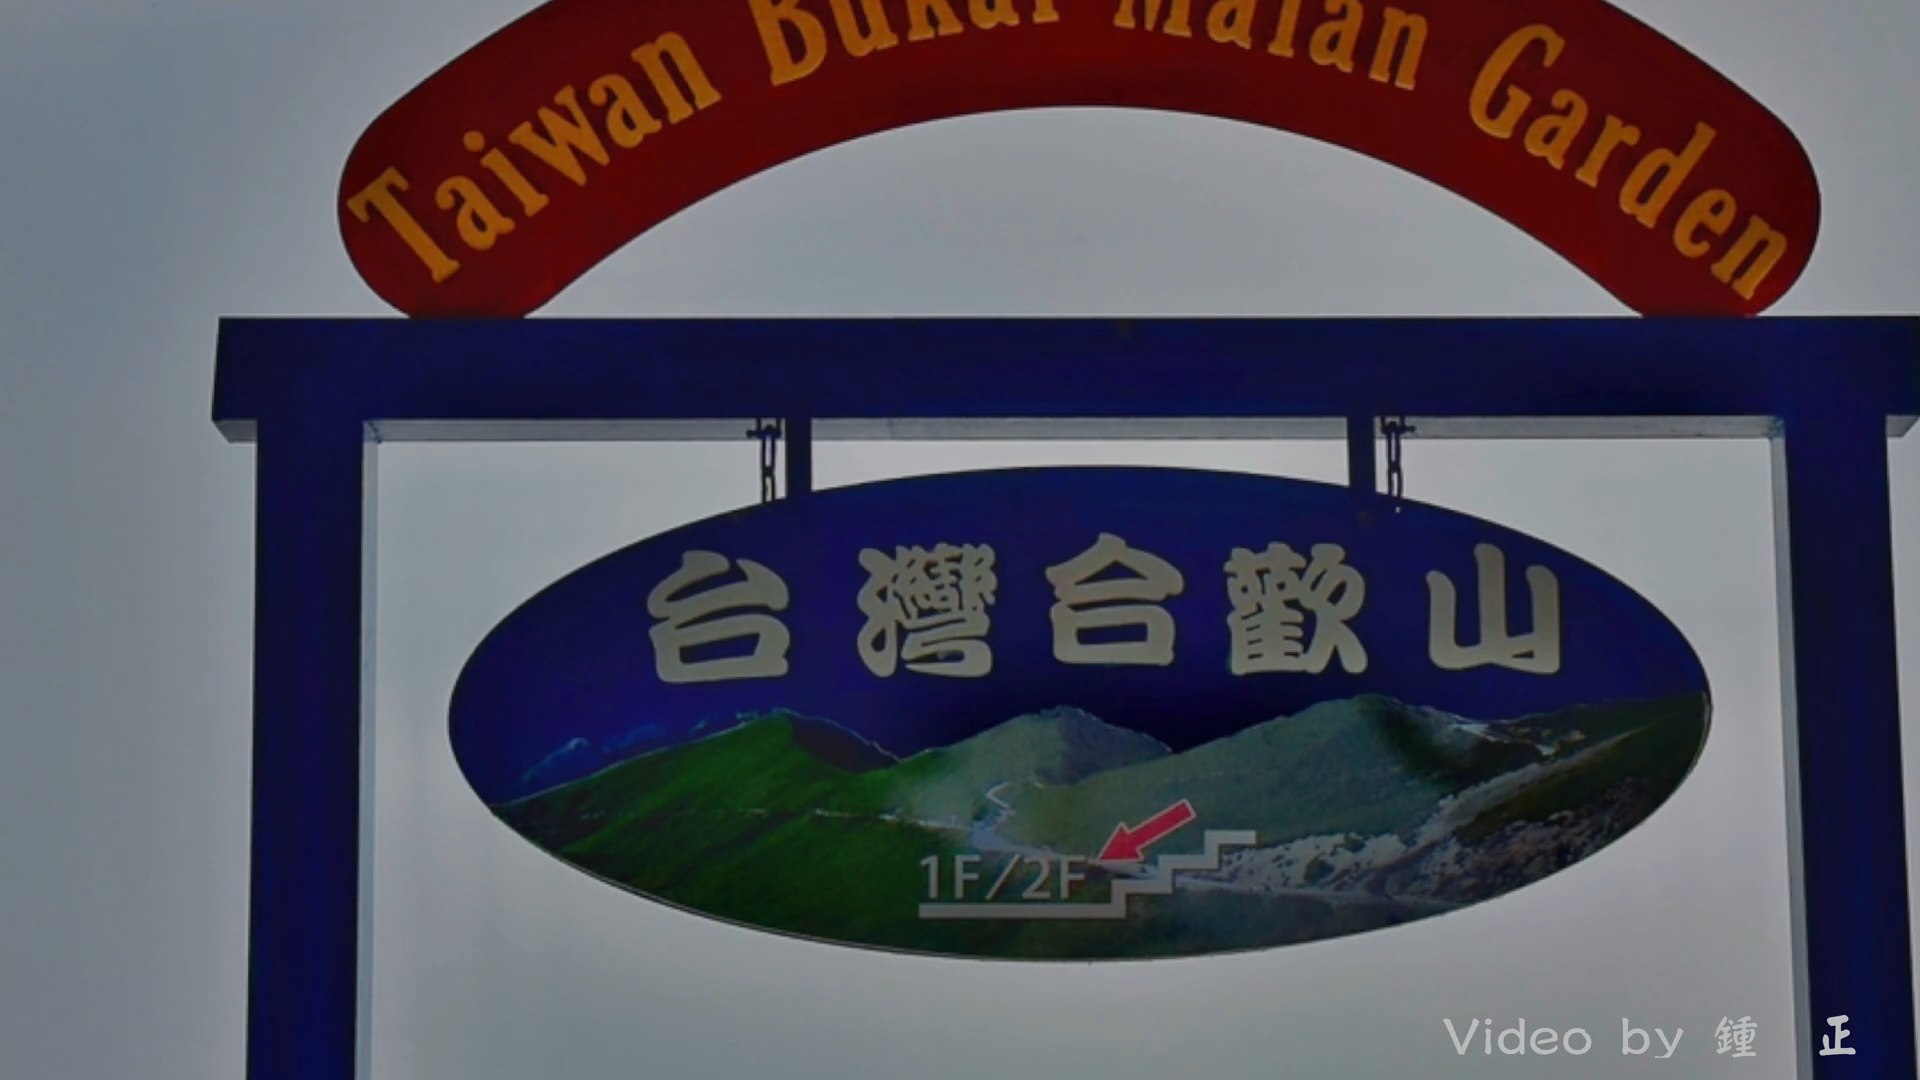 Taiwan Bukai Malan Garden
台灣合歡山
1F/2F
Video by 鍾 正